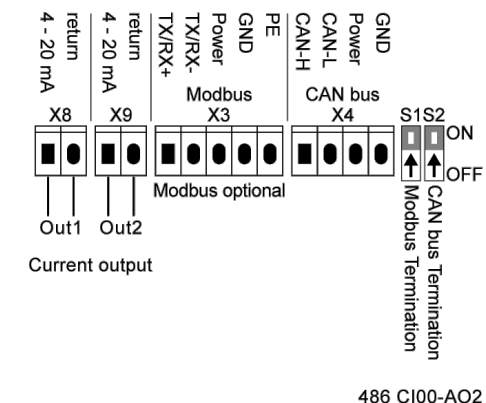 4 - 20 mA
return
4 - 20 mA
return
TX/RX+
TX/RX-
Power
GND
PE
CAN-H
CAN-L
Power
GND
Modbus
CAN bus
X8
X9
X3
X4
S1
S2
ON
OFF
Modbus optional
Out1
Out2
Current output
Modbus Termination
CAN bus Termination
486 CI00-AO2